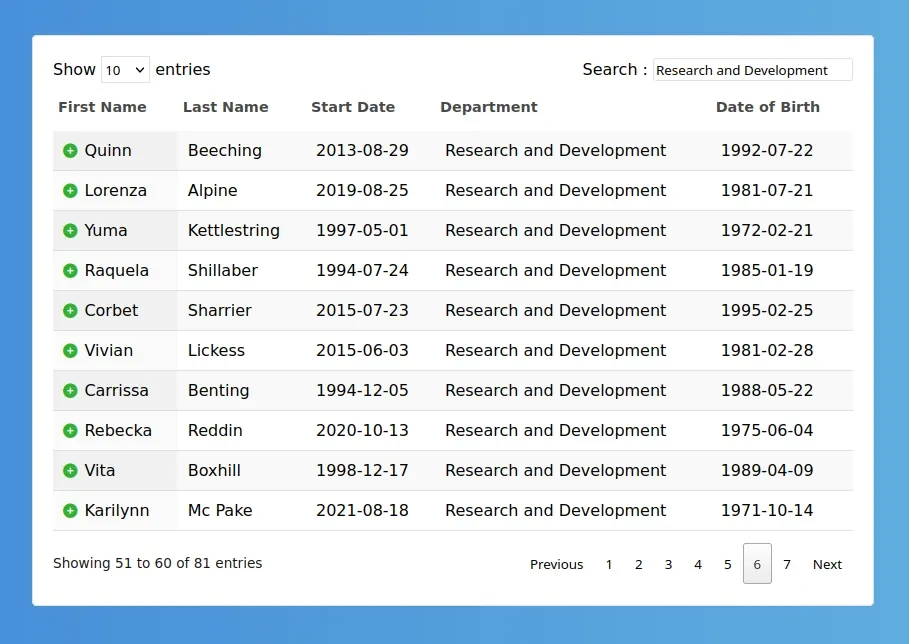 Show 10 entries Search : Research and Development
First Name Last Name Start Date Department Date of Birth
Quinn Beeching 2013-08-29 Research and Development 1992-07-22
Lorenza Alpine 2019-08-25 Research and Development 1981-07-21
Yuma Kettlestring 1997-05-01 Research and Development 1972-02-21
Raquela Shillaber 1994-07-24 Research and Development 1985-01-19
Corbet Sharrier 2015-07-23 Research and Development 1995-02-25
Vivian Lickess 2015-06-03 Research and Development 1981-02-28
Carrissa Benting 1994-12-05 Research and Development 1988-05-22
Rebecka Reddin 2020-10-13 Research and Development 1975-06-04
Vita Boxhill 1998-12-17 Research and Development 1989-04-09
Karilynn Mc Pake 2021-08-18 Research and Development 1971-10-14
Showing 51 to 60 of 81 entries Previous 1 2 3 4 5 6 7 Next